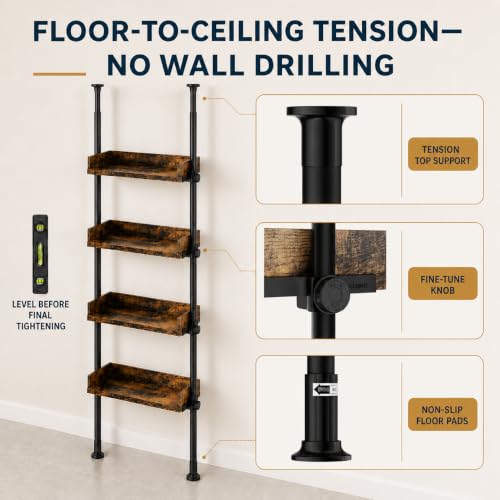 FLOOR-TO-CEILING TENSION—
NO WALL DRILLING
TENSION
TOP SUPPORT
FINE-TUNE
KNOB
LEVEL BEFORE
FINAL
TIGHTENING
NON-SLIP
FLOOR PADS